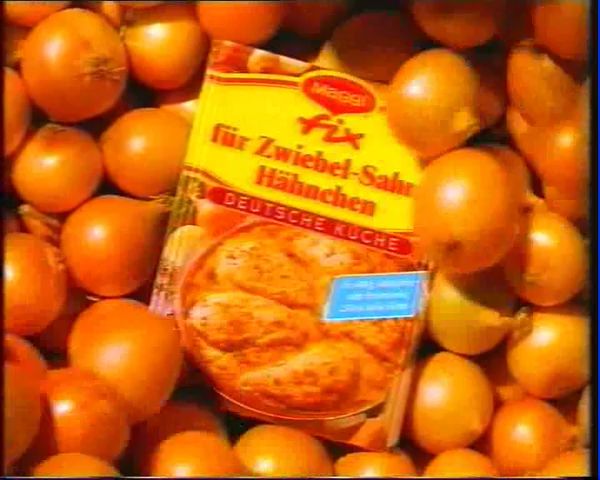 MAGGI
fix
für Zwiebel-Sahn
Hähnchen
DEUTSCHE KÜCHE